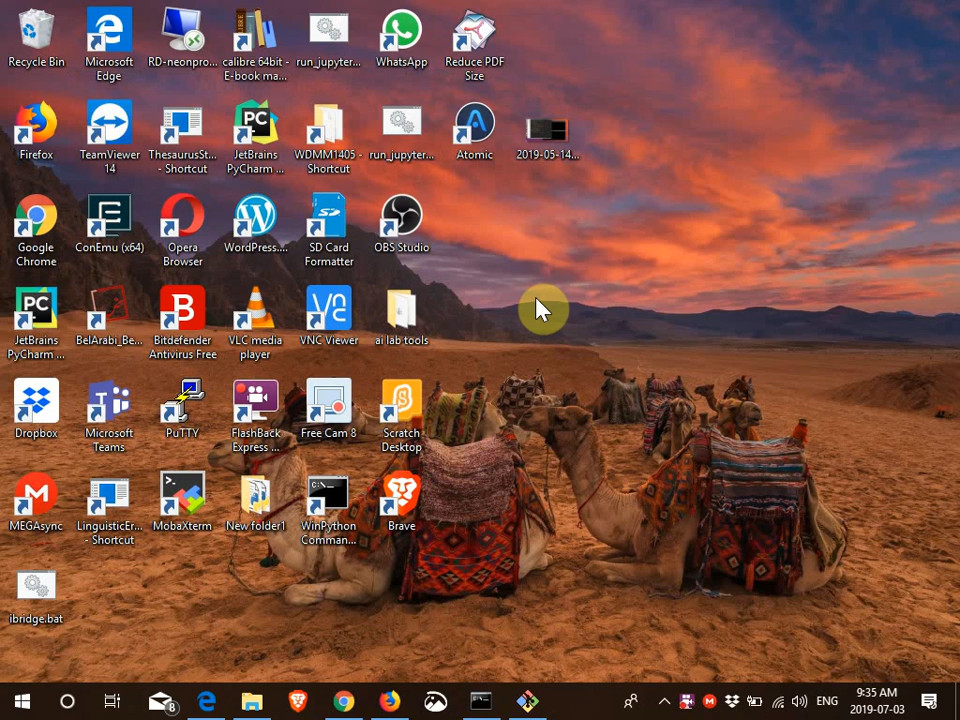 Recycle Bin
Microsoft
Edge
RD-neonpro...
calibre 64bit -
E-book ma...
run_jupyter...
WhatsApp
Reduce PDF
Size
Firefox
TeamViewer
14
ThesaurusSt...
- Shortcut
JetBrains
PyCharm ...
WDMM1405 -
Shortcut
run_jupyter...
Atomic
2019-05-14...
Google
Chrome
ConEmu (x64)
Opera
Browser
WordPress....
SD Card
Formatter
OBS Studio
JetBrains
PyCharm ...
BelArabi_Be...
Bitdefender
Antivirus Free
VLC media
player
VNC Viewer
ai lab tools
Dropbox
Microsoft
Teams
PuTTY
FlashBack
Express ...
Free Cam 8
Scratch
Desktop
MEGAsync
LinguisticEr...
- Shortcut
MobaXterm
New folder1
WinPython
Comman...
Brave
ibridge.bat
8
ENG
9:35 AM
2019-07-03